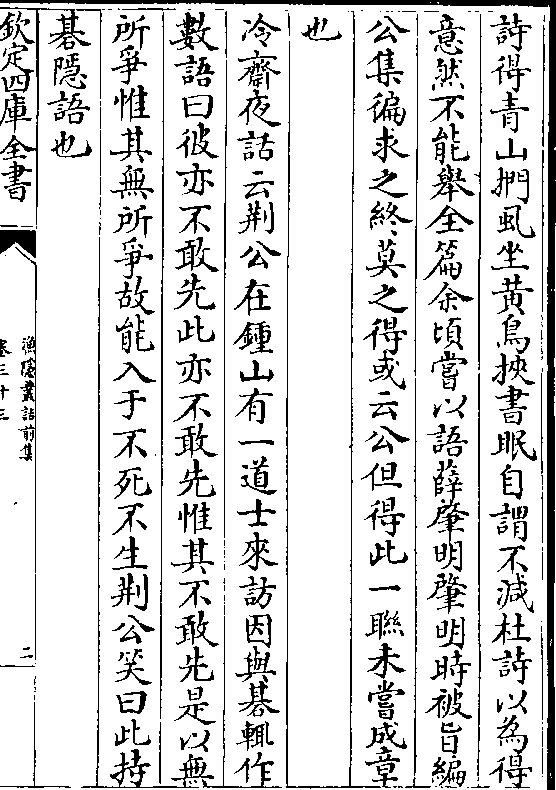 詩得青山捫虱坐黃鳥挾書眠自謂不減杜詩以為得
意然不能舉全篇余頃嘗以語薛肇明肇明時被旨編
公集徧求之終莫之得或云公但得此一聯未嘗成章
也
冷齋夜話云荆公在鍾山有一道士來訪因與碁輒作
數語曰彼亦不敢先此亦不敢先惟其不敢先是以無
所爭惟其無所爭故能入于不死不生荆公笑曰此持
碁隱語也
欽定四庫全書
漁隱叢話前集
卷三十三
二